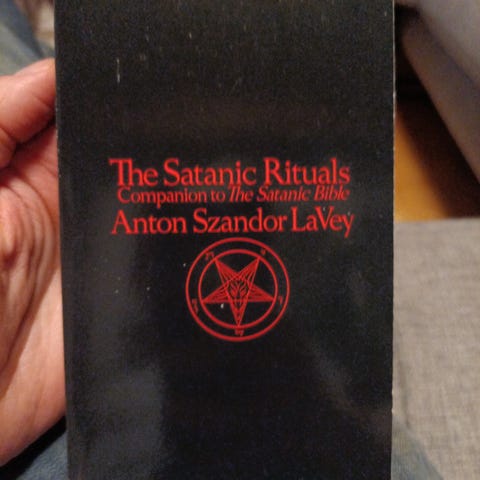 The Satanic Rituals
Companion to The Satanic Bible
Anton Szandor LaVey